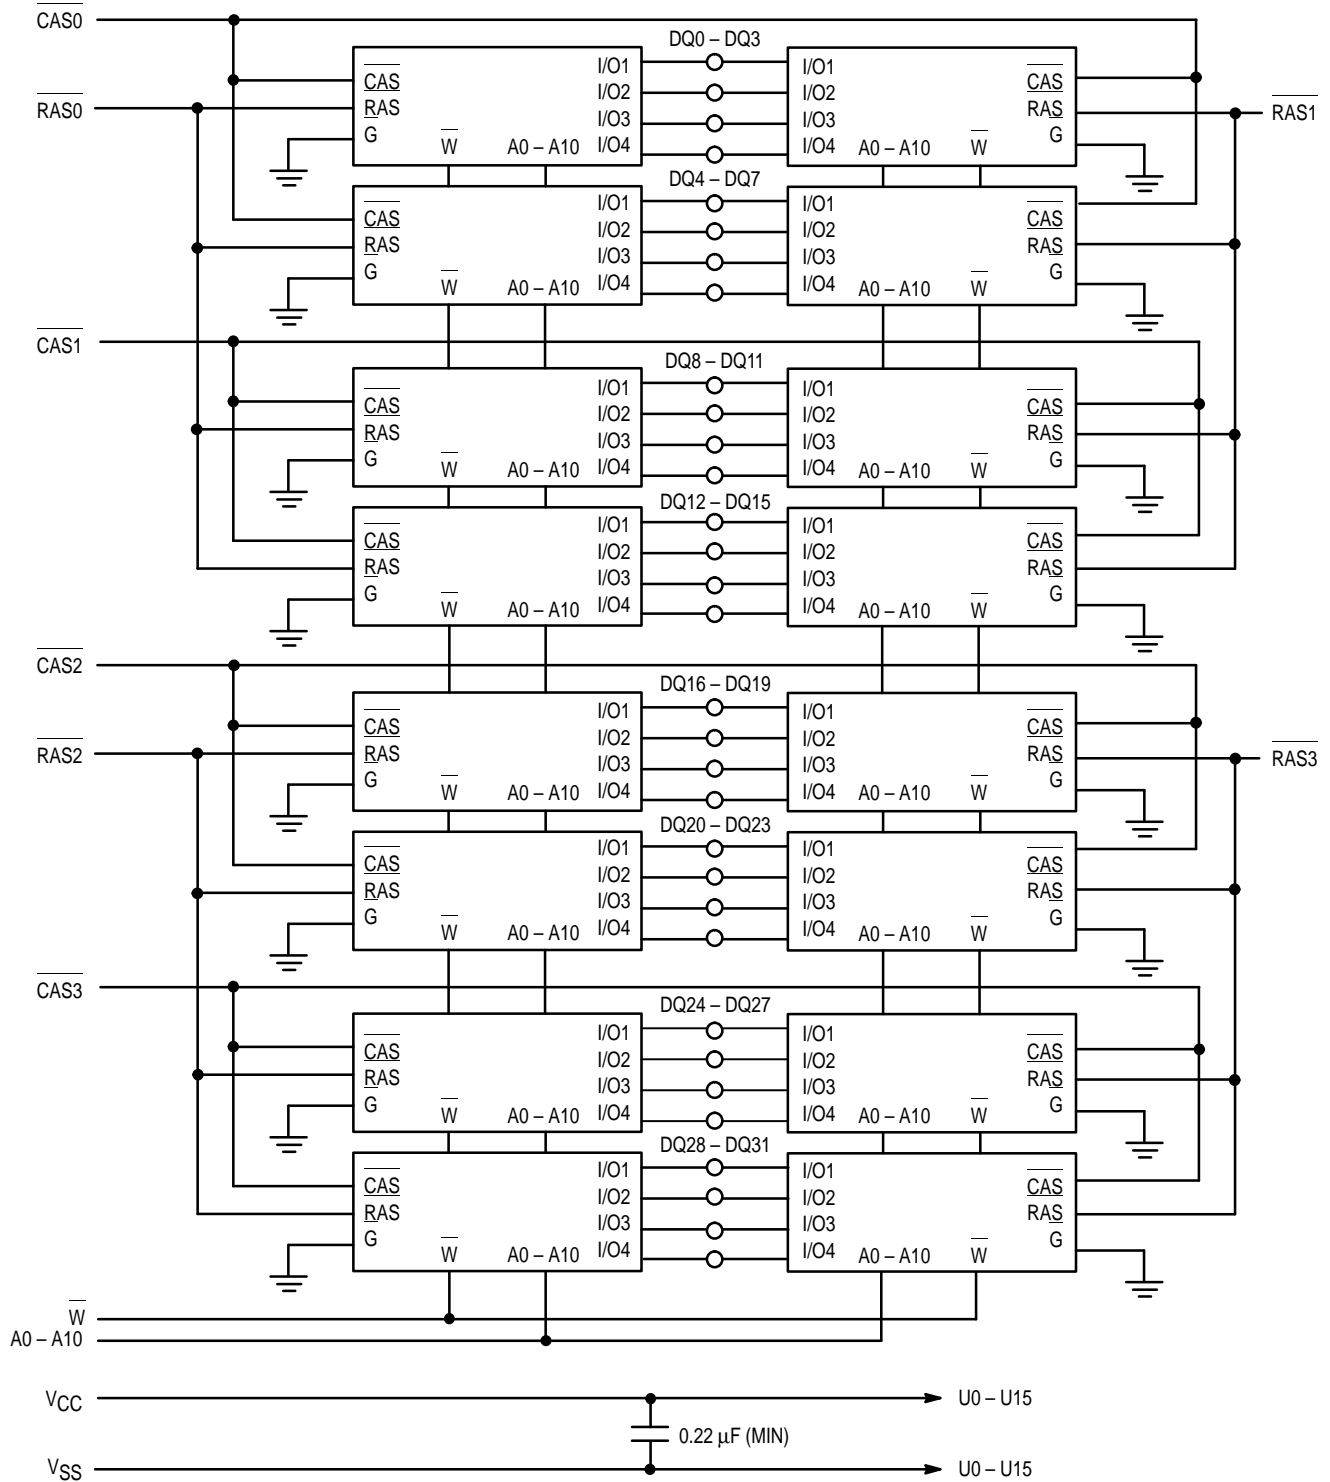 CAS0
DQ0 – DQ3
I/O1 I/O1
CAS CAS
I/O2 I/O2
RAS0 RAS RAS RAS1
I/O3 I/O3
G G
W A0 – A10 I/O4 I/O4 A0 – A10 W
DQ4 – DQ7
I/O1 I/O1
CAS CAS
I/O2 I/O2
RAS RAS
I/O3 I/O3
G G
W A0 – A10 I/O4 I/O4 A0 – A10 W
CAS1
DQ8 – DQ11
I/O1 I/O1
CAS CAS
I/O2 I/O2
RAS RAS
I/O3 I/O3
G G
W A0 – A10 I/O4 I/O4 A0 – A10 W
DQ12 – DQ15
I/O1 I/O1
CAS CAS
I/O2 I/O2
RAS RAS
I/O3 I/O3
G G
W A0 – A10 I/O4 I/O4 A0 – A10 W
CAS2
DQ16 – DQ19
I/O1 I/O1
CAS CAS
I/O2 I/O2
RAS2 RAS RAS RAS3
I/O3 I/O3
G G
W A0 – A10 I/O4 I/O4 A0 – A10 W
DQ20 – DQ23
I/O1 I/O1
CAS CAS
I/O2 I/O2
RAS RAS
I/O3 I/O3
G G
W A0 – A10 I/O4 I/O4 A0 – A10 W
CAS3
DQ24 – DQ27
I/O1 I/O1
CAS CAS
I/O2 I/O2
RAS RAS
I/O3 I/O3
G G
W A0 – A10 I/O4 I/O4 A0 – A10 W
DQ28 – DQ31
I/O1 I/O1
CAS CAS
I/O2 I/O2
RAS RAS
I/O3 I/O3
G G
W A0 – A10 I/O4 I/O4 A0 – A10 W
W
A0 – A10
VCC U0 – U15
0.22 µF (MIN)
VSS U0 – U15